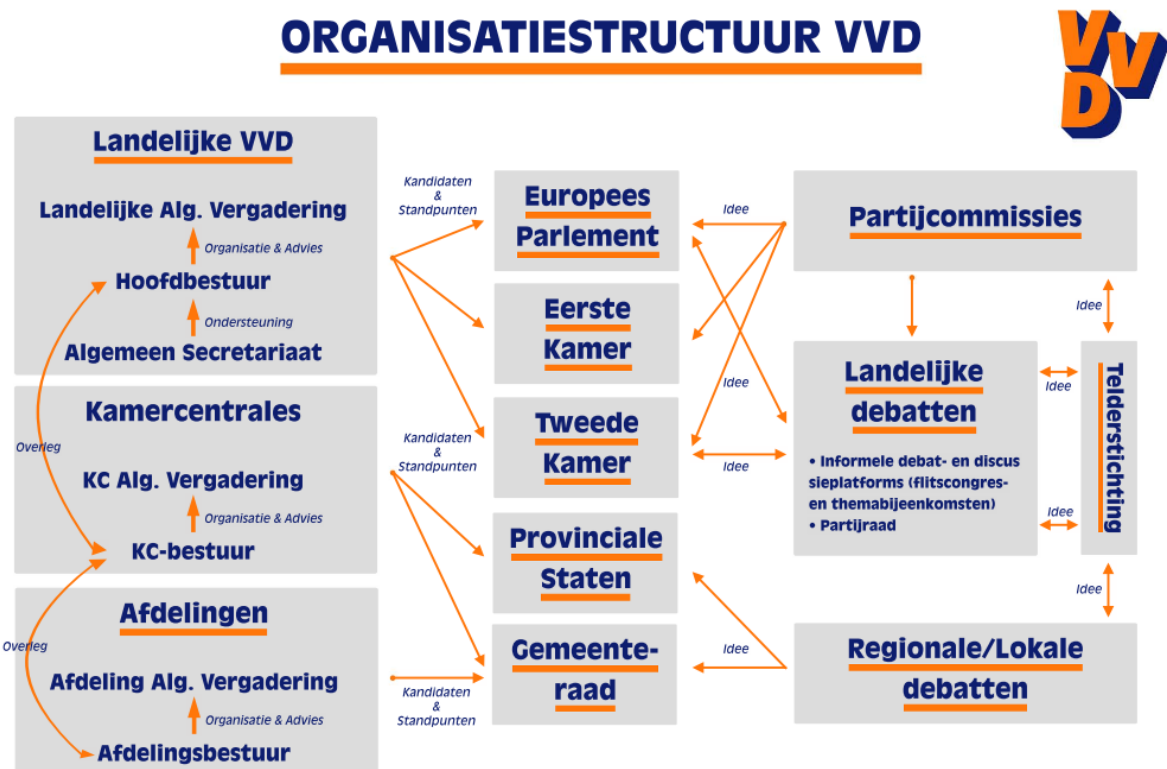 ORGANISATIESTRUCTUUR VVD
VVD
Landelijke VVD
Landelijke Alg. Vergadering
Organisatie & Advies
Hoofdbestuur
Ondersteuning
Algemeen Secretariaat
Overleg
Kamercentrales
KC Alg. Vergadering
Organisatie & Advies
KC-bestuur
Overleg
Afdelingen
Afdeling Alg. Vergadering
Organisatie & Advies
Afdelingsbestuur
Kandidaten
&
Standpunten
Kandidaten
&
Standpunten
Kandidaten
&
Standpunten
Europees
Parlement
Eerste
Kamer
Tweede
Kamer
Provinciale
Staten
Gemeente-
raad
Idee
Idee
Idee
Idee
Partijcommissies
Idee
Landelijke
debatten
• Informele debat- en discus
sieplatforms (flitscongres-
en themabijeenkomsten)
• Partijraad
Idee
Idee
Telderstichting
Idee
Regionale/Lokale
debatten